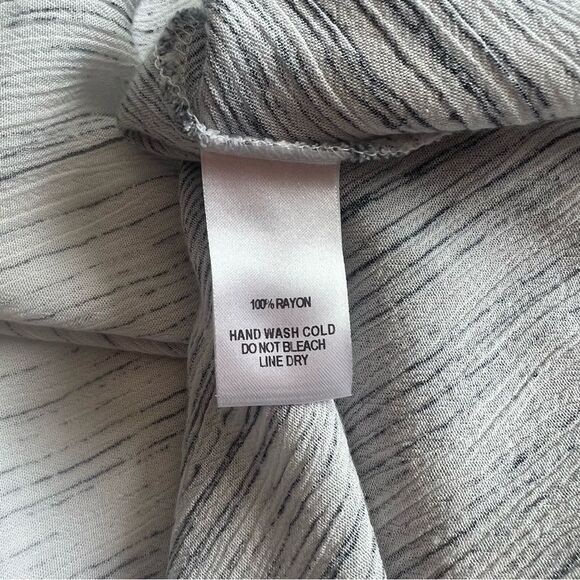 100% RAYON
HAND WASH COLD
DO NOT BLEACH
LINE DRY